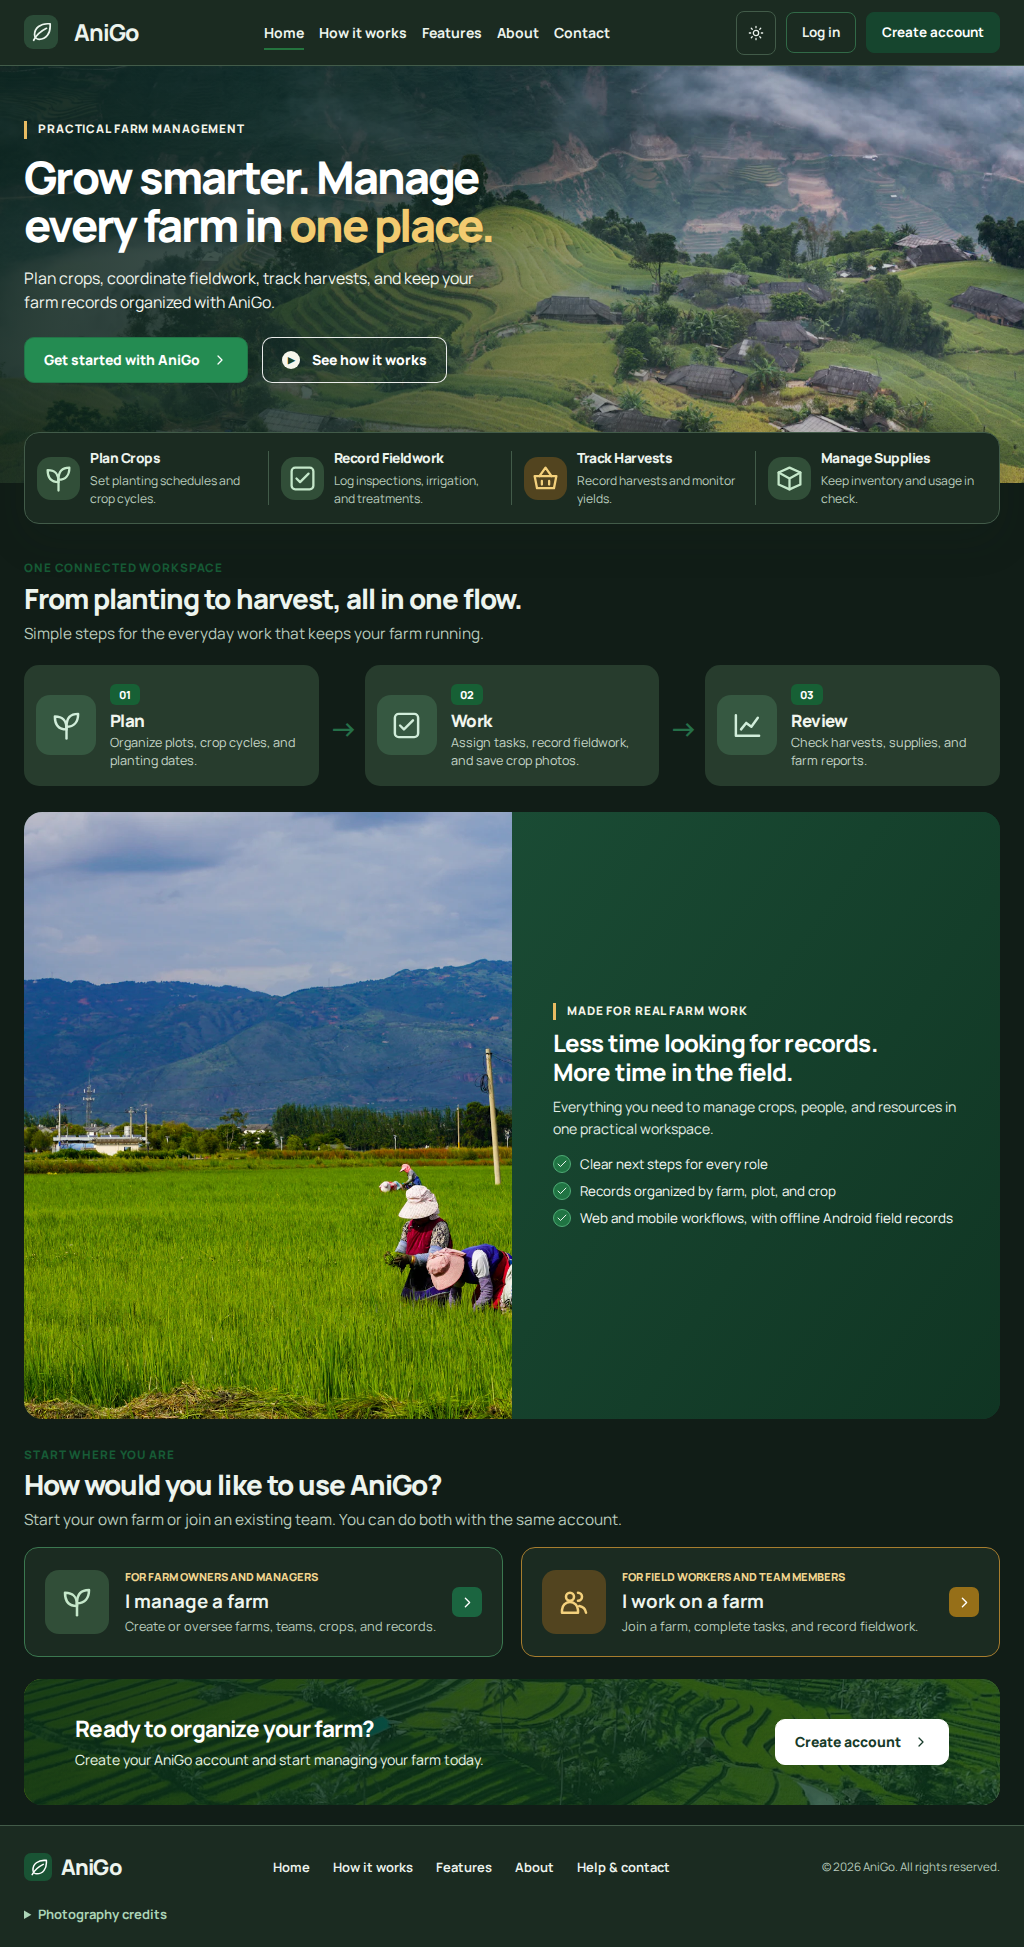 AniGo
Home How it works Features About Contact
Log in
Create account
PRACTICAL FARM MANAGEMENT
Grow smarter. Manage
every farm in one place.
Plan crops, coordinate fieldwork, track harvests, and keep your
farm records organized with AniGo.
Get started with AniGo
See how it works
Plan Crops
Set planting schedules and
crop cycles.
Record Fieldwork
Log inspections, irrigation,
and treatments.
Track Harvests
Record harvests and monitor
yields.
Manage Supplies
Keep inventory and usage in
check.
ONE CONNECTED WORKSPACE
From planting to harvest, all in one flow.
Simple steps for the everyday work that keeps your farm running.
01
Plan
Organize plots, crop cycles, and
planting dates.
02
Work
Assign tasks, record fieldwork,
and save crop photos.
03
Review
Check harvests, supplies, and
farm reports.
MADE FOR REAL FARM WORK
Less time looking for records.
More time in the field.
Everything you need to manage crops, people, and resources in
one practical workspace.
Clear next steps for every role
Records organized by farm, plot, and crop
Web and mobile workflows, with offline Android field records
START WHERE YOU ARE
How would you like to use AniGo?
Start your own farm or join an existing team. You can do both with the same account.
FOR FARM OWNERS AND MANAGERS
I manage a farm
Create or oversee farms, teams, crops, and records.
FOR FIELD WORKERS AND TEAM MEMBERS
I work on a farm
Join a farm, complete tasks, and record fieldwork.
Ready to organize your farm?
Create your AniGo account and start managing your farm today.
Create account
AniGo
Home How it works Features About Help & contact
© 2026 AniGo. All rights reserved.
Photography credits